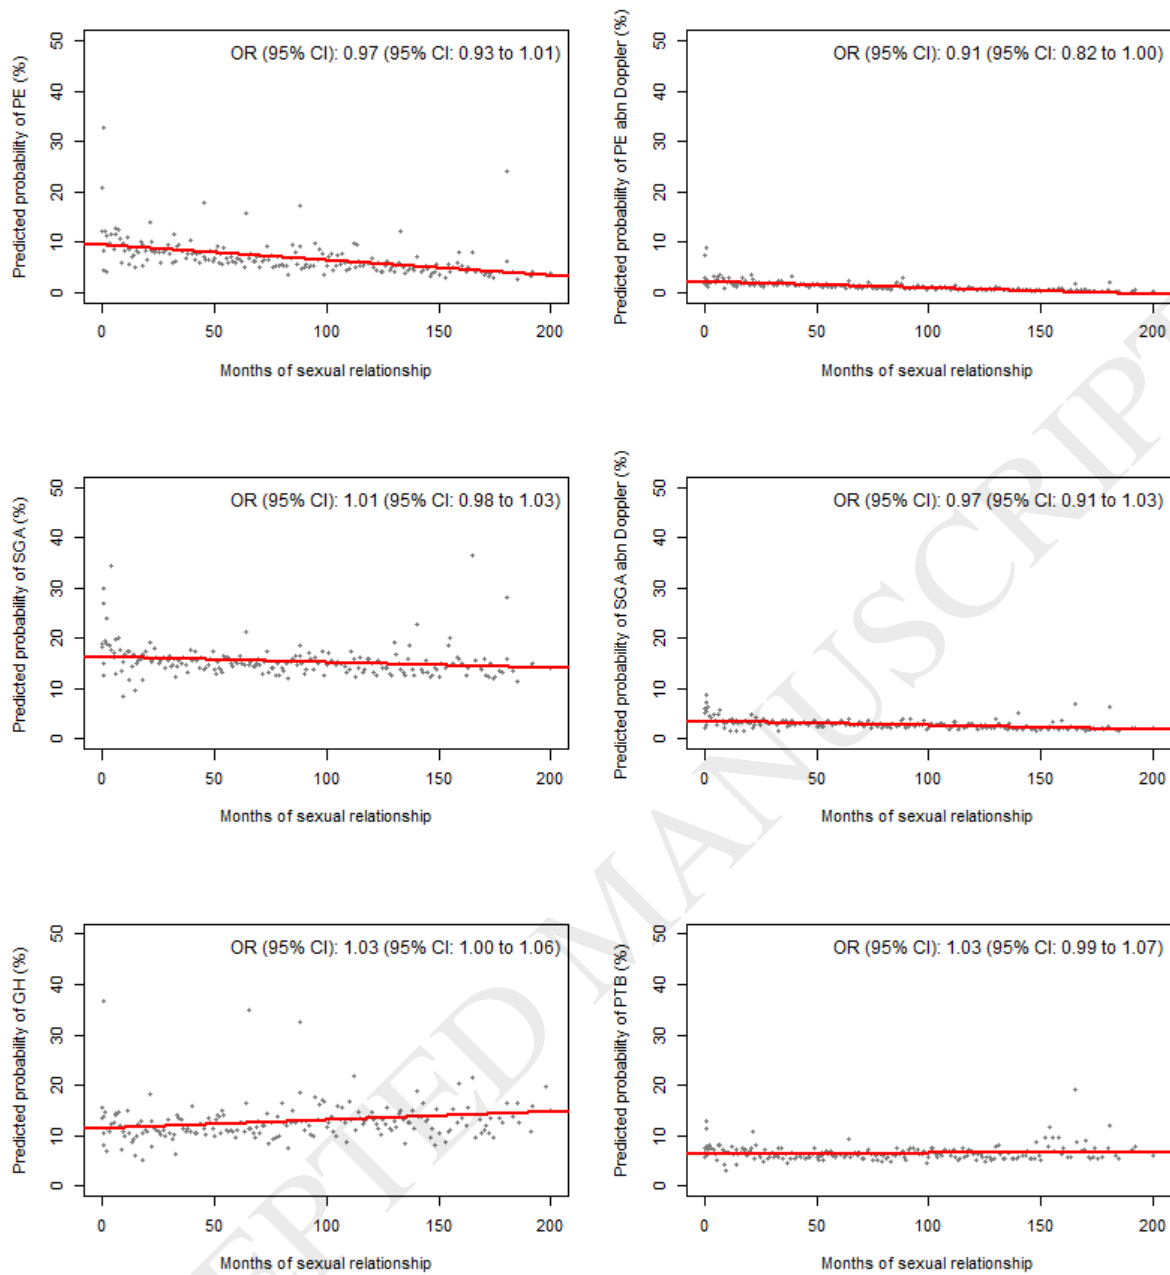 OR (95% CI): 0.97 (95% CI: 0.93 to 1.01)
Predicted probability of PE (%)
50
40
30
20
10
0
0 50 100 150 200
Months of sexual relationship
OR (95% CI): 0.91 (95% CI: 0.82 to 1.00)
Predicted probability of PE abn Doppler (%)
50
40
30
20
10
0
0 50 100 150 200
Months of sexual relationship
OR (95% CI): 1.01 (95% CI: 0.98 to 1.03)
Predicted probability of SGA (%)
50
40
30
20
10
0
0 50 100 150 200
Months of sexual relationship
OR (95% CI): 0.97 (95% CI: 0.91 to 1.03)
Predicted probability of SGA abn Doppler (%)
50
40
30
20
10
0
0 50 100 150 200
Months of sexual relationship
OR (95% CI): 1.03 (95% CI: 1.00 to 1.06)
Predicted probability of GH (%)
50
40
30
20
10
0
0 50 100 150 200
Months of sexual relationship
OR (95% CI): 1.03 (95% CI: 0.99 to 1.07)
Predicted probability of PTB (%)
50
40
30
20
10
0
0 50 100 150 200
Months of sexual relationship
EPTED MANUSCRIPT